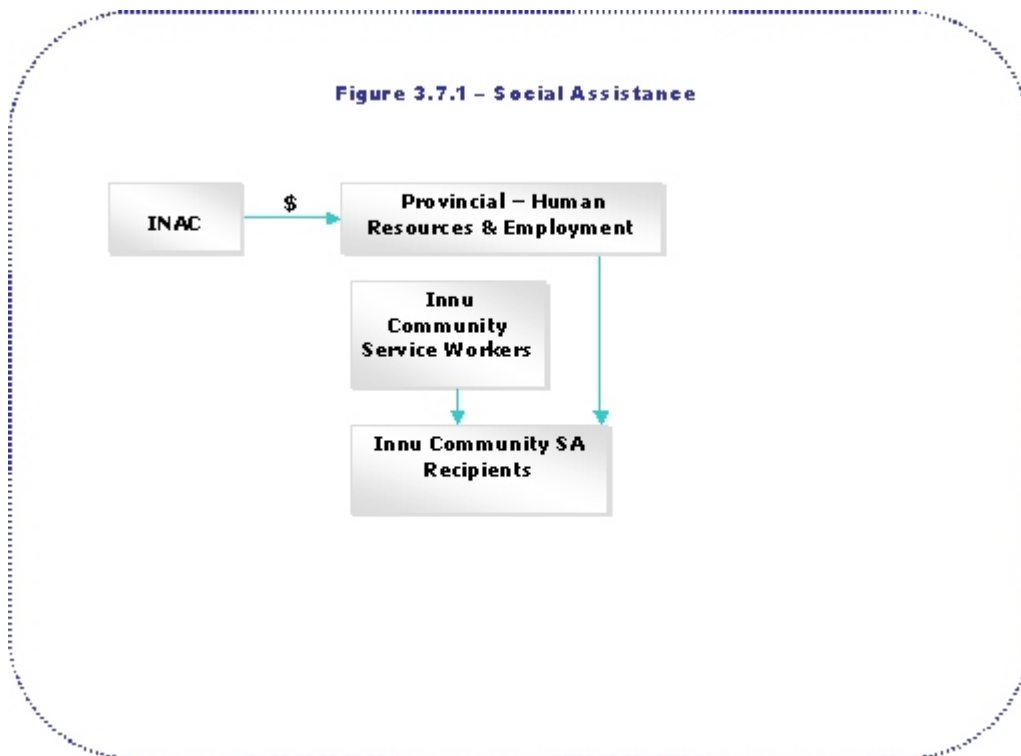 Figure 3.7.1 – Social Assistance
INAC
$
Provincial – Human
Resources & Employment
Innu
Community
Service Workers
Innu Community SA
Recipients